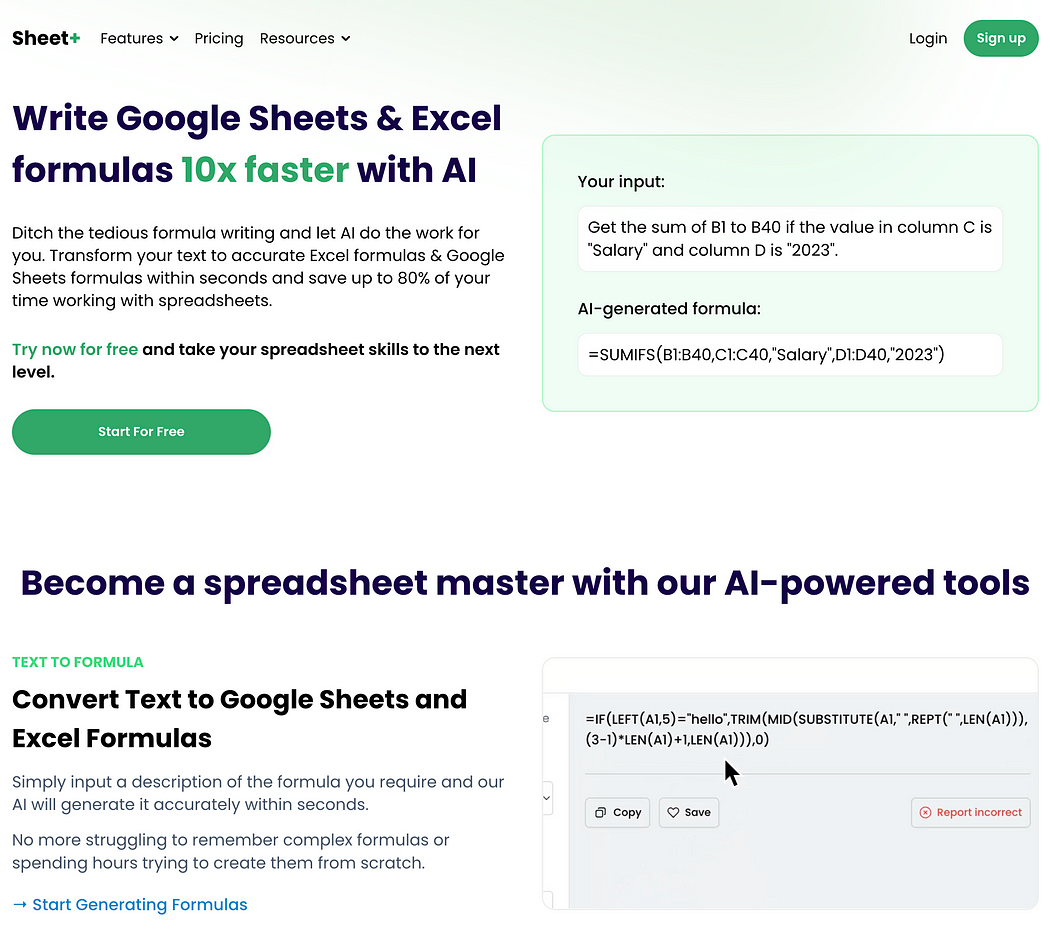 Sheet+ Features Pricing Resources Login Sign up
Write Google Sheets & Excel
formulas 10x faster with AI
Ditch the tedious formula writing and let AI do the work for
you. Transform your text to accurate Excel formulas & Google
Sheets formulas within seconds and save up to 80% of your
time working with spreadsheets.
Try now for free and take your spreadsheet skills to the next
level.
Start For Free
Your input:
Get the sum of B1 to B40 if the value in column C is
"Salary" and column D is "2023".
AI-generated formula:
=SUMIFS(B1:B40,C1:C40,"Salary",D1:D40,"2023")
Become a spreadsheet master with our AI-powered tools
TEXT TO FORMULA
Convert Text to Google Sheets and
Excel Formulas
Simply input a description of the formula you require and our
AI will generate it accurately within seconds.
No more struggling to remember complex formulas or
spending hours trying to create them from scratch.
→ Start Generating Formulas
e
=IF(LEFT(A1,5)="hello",TRIM(MID(SUBSTITUTE(A1," ",REPT(" ",LEN(A1))),
(3-1)*LEN(A1)+1,LEN(A1))),0)
Copy Save Report incorrect